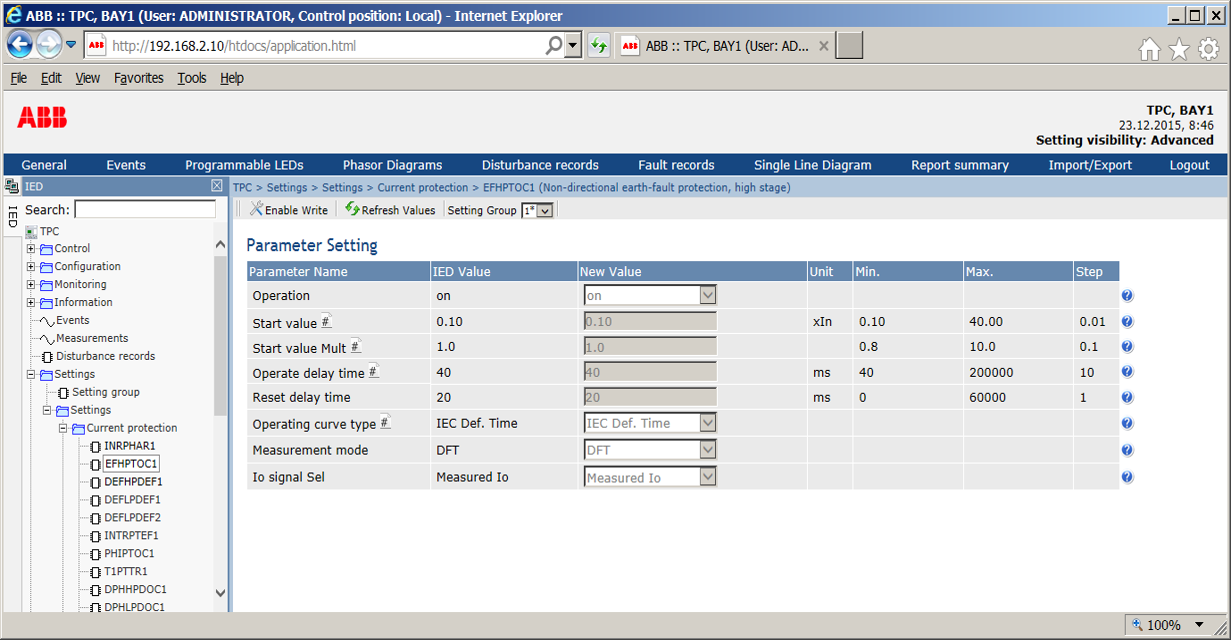 ABB :: TPC, BAY1 (User: ADMINISTRATOR, Control position: Local) - Internet Explorer
http://192.168.2.10/htdocs/application.html ABB :: TPC, BAY1 (User: AD...
File Edit View Favorites Tools Help
ABB
TPC, BAY1
23.12.2015, 8:46
Setting visibility: Advanced
General Events Programmable LEDs Phasor Diagrams Disturbance records Fault records Single Line Diagram Report summary Import/Export Logout
IED
IED
Search:
TPC
Control
Configuration
Monitoring
Information
Events
Measurements
Disturbance records
Settings
Setting group
Settings
Current protection
INRPHAR1
EFHPTOC1
DEFHPDEF1
DEFLPDEF1
DEFLPDEF2
INTRPTEF1
PHIPTOC1
T1PTTR1
DPHHPDOC1
DPHLPDOC1
TPC > Settings > Settings > Current protection > EFHPTOC1 (Non-directional earth-fault protection, high stage)
Enable Write Refresh Values Setting Group 1*
Parameter Setting
Parameter Name IED Value New Value Unit Min. Max. Step
Operation on on
Start value # 0.10 0.10 xIn 0.10 40.00 0.01
Start value Mult # 1.0 1.0 0.8 10.0 0.1
Operate delay time # 40 40 ms 40 200000 10
Reset delay time 20 20 ms 0 60000 1
Operating curve type # IEC Def. Time IEC Def. Time
Measurement mode DFT DFT
Io signal Sel Measured Io Measured Io
100%